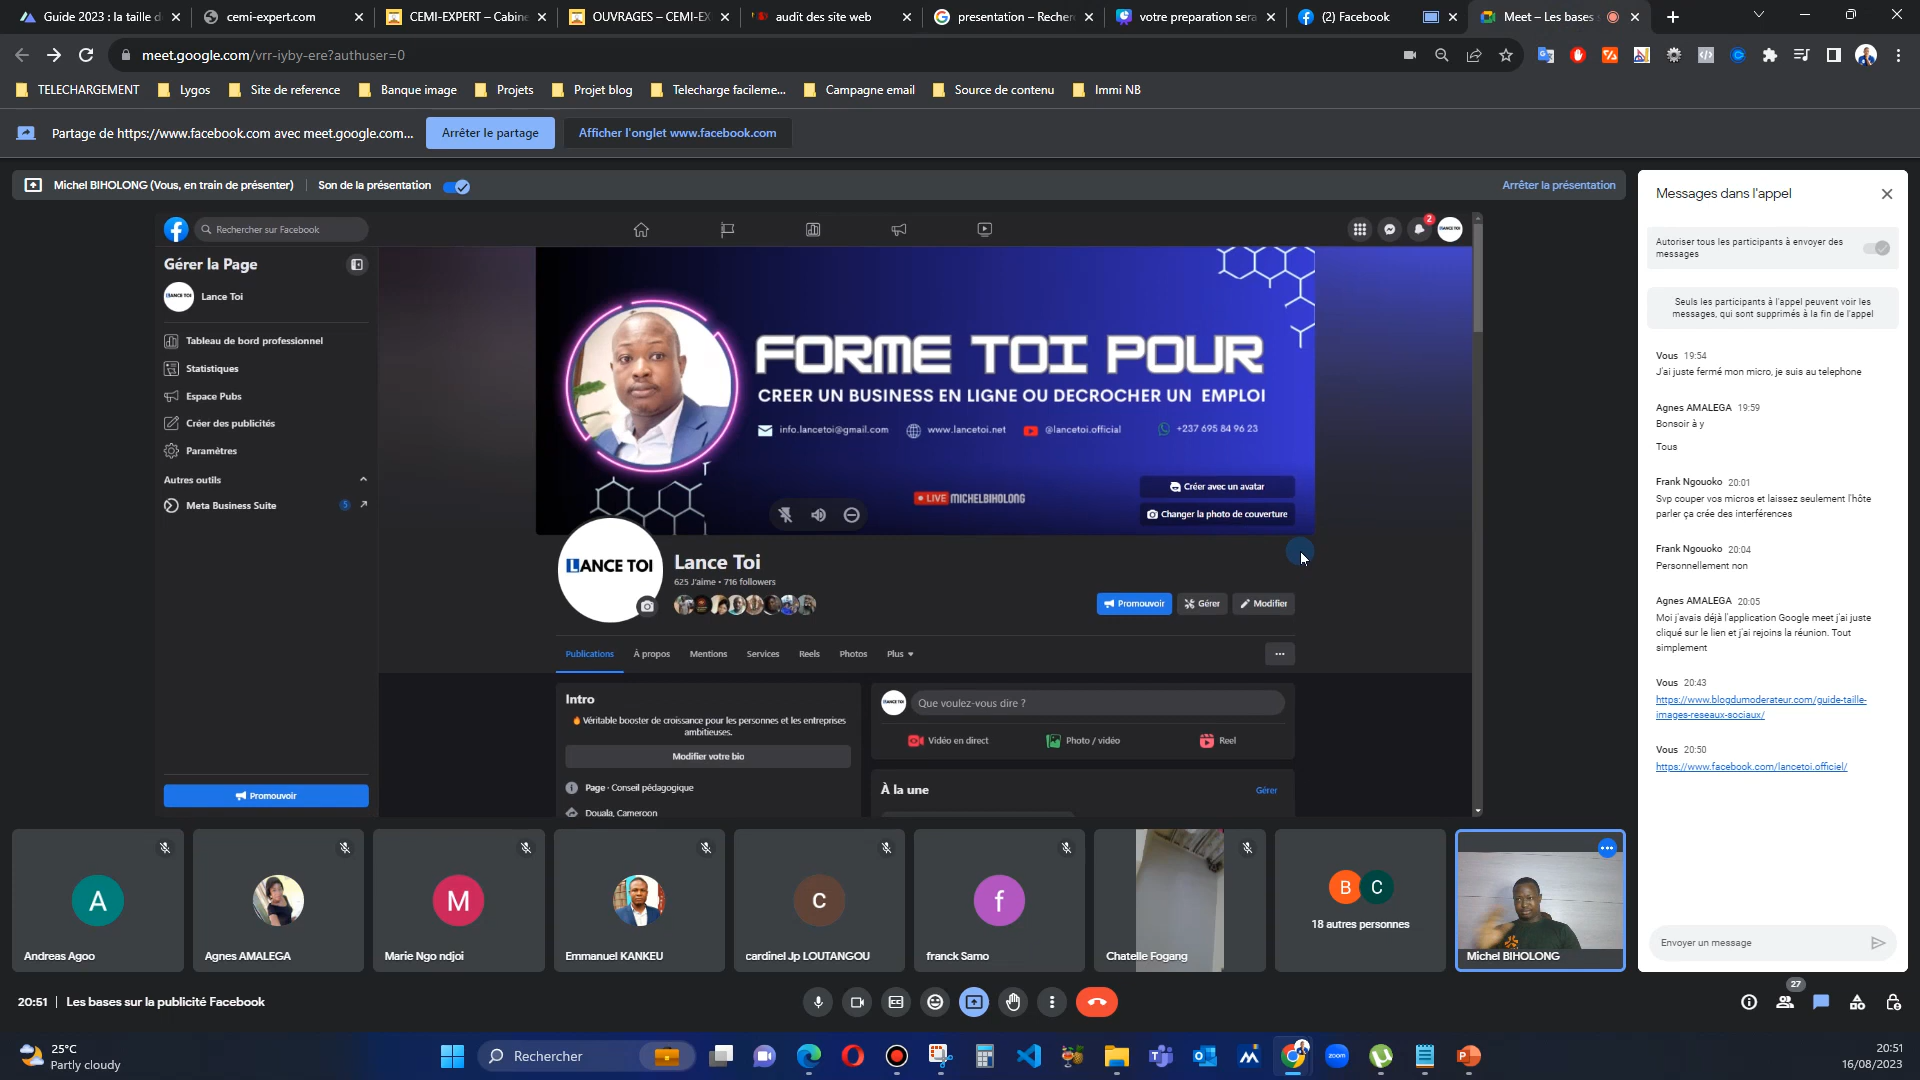 Guide 2023 : la taille d
cemi-expert.com
CEMI-EXPERT – Cabine
OUVRAGES – CEMI-EX
audit des site web
presentation – Recher
votre preparation sera
(2) Facebook
Meet – Les bases
meet.google.com/vrr-iyby-ere?authuser=0
TELECHARGEMENT
Lygos
Site de reference
Banque image
Projets
Projet blog
Telecharge facileme...
Campagne email
Source de contenu
Immi NB
Partage de https://www.facebook.com avec meet.google.com...
Arrêter le partage
Afficher l'onglet www.facebook.com
Michel BIHOLONG (Vous, en train de présenter)
Son de la présentation
Arrêter la présentation
Rechercher sur Facebook
2
Gérer la Page
Lance Toi
Tableau de bord professionnel
Statistiques
Espace Pubs
Créer des publicités
Paramètres
Autres outils
Meta Business Suite
5
Promouvoir
FORME TOI POUR
CREER UN BUSINESS EN LIGNE OU DECROCHER UN EMPLOI
info.lancetoi@gmail.com
www.lancetoi.net
@lancetoi.official
+237 695 84 96 23
LIVE MICHELBIHOLONG
Créer avec un avatar
Changer la photo de couverture
LANCE TOI
Lance Toi
625 J'aime • 716 followers
Promouvoir
Gérer
Modifier
Publications
À propos
Mentions
Services
Reels
Photos
Plus
Intro
Véritable booster de croissance pour les personnes et les entreprises
ambitieuses.
Modifier votre bio
Page · Conseil pédagogique
Douala, Cameroon
Que voulez-vous dire ?
Vidéo en direct
Photo / vidéo
Reel
À la une
Gérer
Messages dans l'appel
Autoriser tous les participants à envoyer des
messages
Seuls les participants à l'appel peuvent voir les
messages, qui sont supprimés à la fin de l'appel
Vous 19:54
J'ai juste fermé mon micro, je suis au telephone
Agnes AMALEGA 19:59
Bonsoir à y
Tous
Frank Ngouoko 20:01
Svp couper vos micros et laissez seulement l'hôte
parler ça crée des interférences
Frank Ngouoko 20:04
Personnellement non
Agnes AMALEGA 20:05
Moi j'avais déjà l'application Google meet j'ai juste
cliqué sur le lien et j'ai rejoins la réunion. Tout
simplement
Vous 20:43
https://www.blogdumoderateur.com/guide-taille-
images-reseaux-sociaux/
Vous 20:50
https://www.facebook.com/lancetoi.officiel/
Envoyer un message
A
Andreas Agoo
Agnes AMALEGA
M
Marie Ngo ndjoi
Emmanuel KANKEU
c
cardinel Jp LOUTANGOU
f
franck Samo
Chatelle Fogang
B
C
18 autres personnes
Michel BIHOLONG
20:51 | Les bases sur la publicité Facebook
27
25°C
Partly cloudy
Rechercher
zoom
20:51
16/08/2023